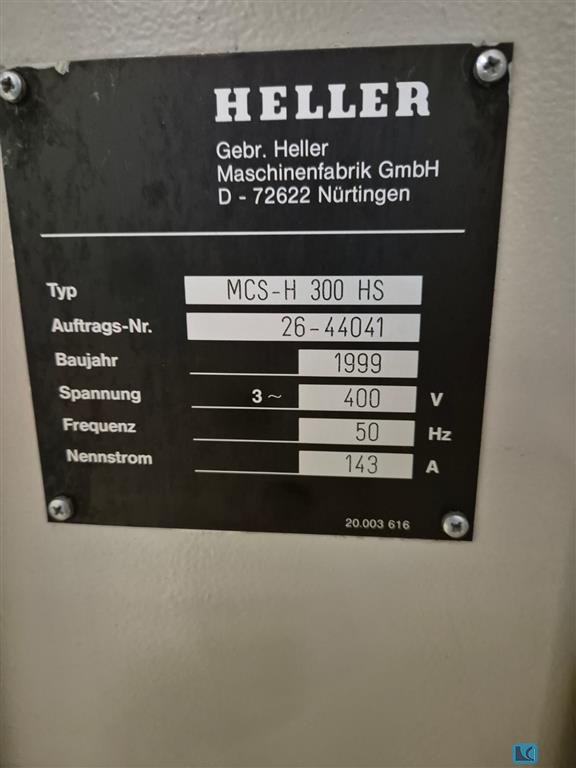 HELLER
Gebr. Heller
Maschinenfabrik GmbH
D - 72622 Nürtingen
Typ MCS-H 300 HS
Auftrags-Nr. 26-44041
Baujahr 1999
Spannung 3~ 400 V
Frequenz 50 Hz
Nennstrom 143 A
20.003 616